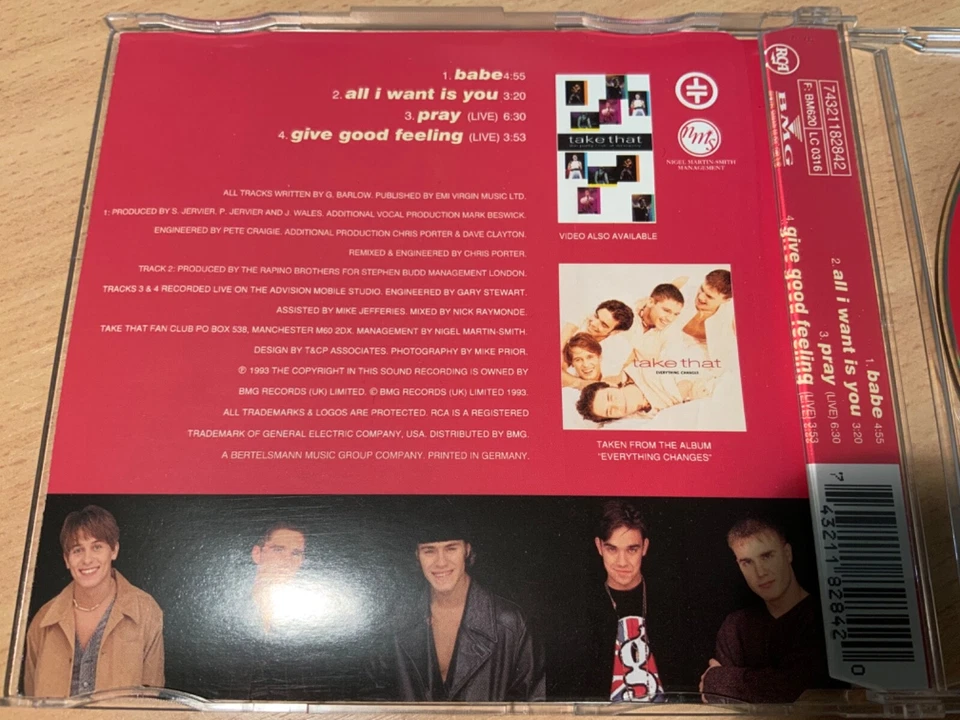 1. babe 4:55
2. all i want is you 3:20
3. pray (LIVE) 6:30
4. give good feeling (LIVE) 3:53
ALL TRACKS WRITTEN BY G. BARLOW. PUBLISHED BY EMI VIRGIN MUSIC LTD.
1: PRODUCED BY S. JERVIER, P. JERVIER AND J. WALES. ADDITIONAL VOCAL PRODUCTION MARK BESWICK.
ENGINEERED BY PETE CRAIGIE. ADDITIONAL PRODUCTION CHRIS PORTER & DAVE CLAYTON.
REMIXED & ENGINEERED BY CHRIS PORTER.
TRACK 2: PRODUCED BY THE RAPINO BROTHERS FOR STEPHEN BUDD MANAGEMENT LONDON.
TRACKS 3 & 4 RECORDED LIVE ON THE ADVISION MOBILE STUDIO. ENGINEERED BY GARY STEWART.
ASSISTED BY MIKE JEFFERIES. MIXED BY NICK RAYMONDE.
TAKE THAT FAN CLUB PO BOX 538, MANCHESTER M60 2DX. MANAGEMENT BY NIGEL MARTIN-SMITH.
DESIGN BY T&CP ASSOCIATES. PHOTOGRAPHY BY MIKE PRIOR.
℗ 1993 THE COPYRIGHT IN THIS SOUND RECORDING IS OWNED BY
BMG RECORDS (UK) LIMITED. © BMG RECORDS (UK) LIMITED 1993.
ALL TRADEMARKS & LOGOS ARE PROTECTED. RCA IS A REGISTERED
TRADEMARK OF GENERAL ELECTRIC COMPANY, USA. DISTRIBUTED BY BMG.
A BERTELSMANN MUSIC GROUP COMPANY. PRINTED IN GERMANY.
take that
VIDEO ALSO AVAILABLE
nms
NIGEL MARTIN-SMITH
MANAGEMENT
take that
EVERYTHING CHANGES
TAKEN FROM THE ALBUM
"EVERYTHING CHANGES"
RCA
BMG
74321182842
F: BM620 LC 0316
1. babe 4:55
2. all i want is you 3:20
3. pray (LIVE) 6:30
4. give good feeling (LIVE) 3:53
7 43211 82842 0
g